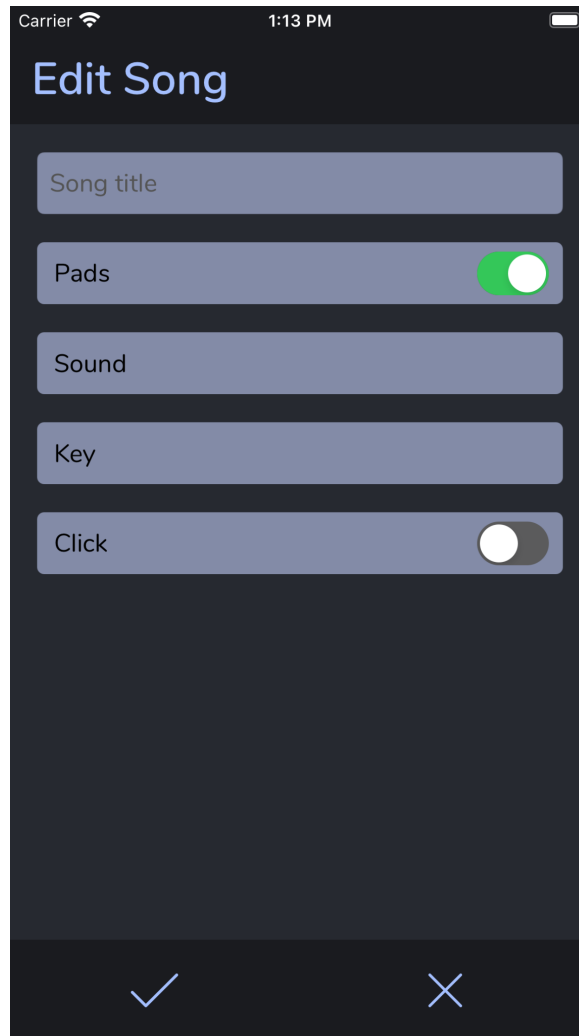 Carrier
1:13 PM
Edit Song
Song title
Pads
Sound
Key
Click